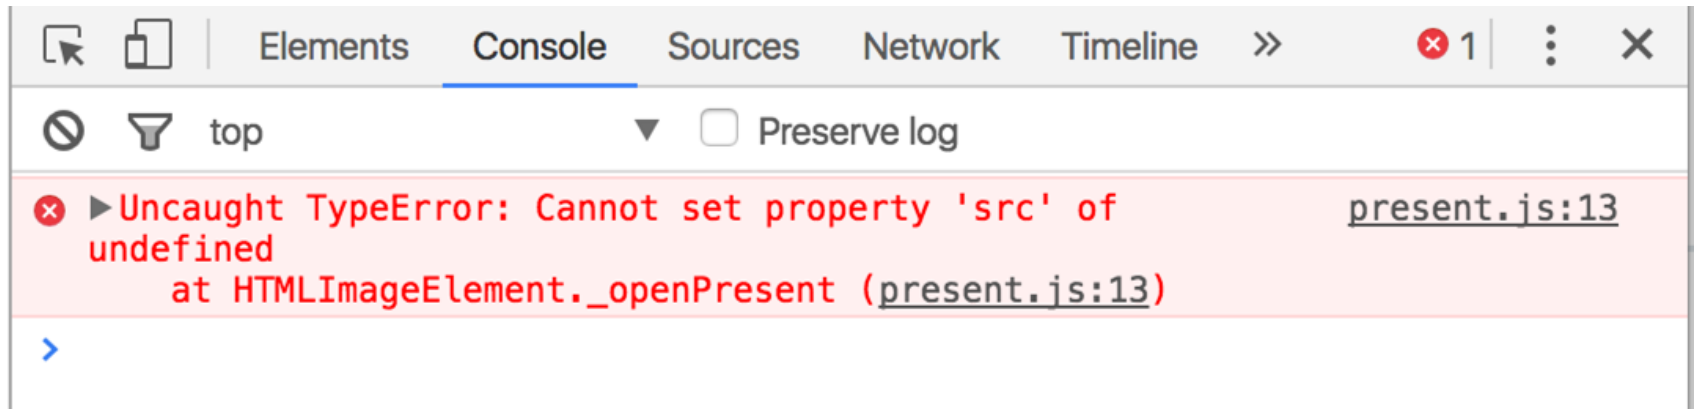 Elements Console Sources Network Timeline » 1
top ▼ Preserve log
▶Uncaught TypeError: Cannot set property 'src' of present.js:13
undefined
at HTMLImageElement._openPresent (present.js:13)
>